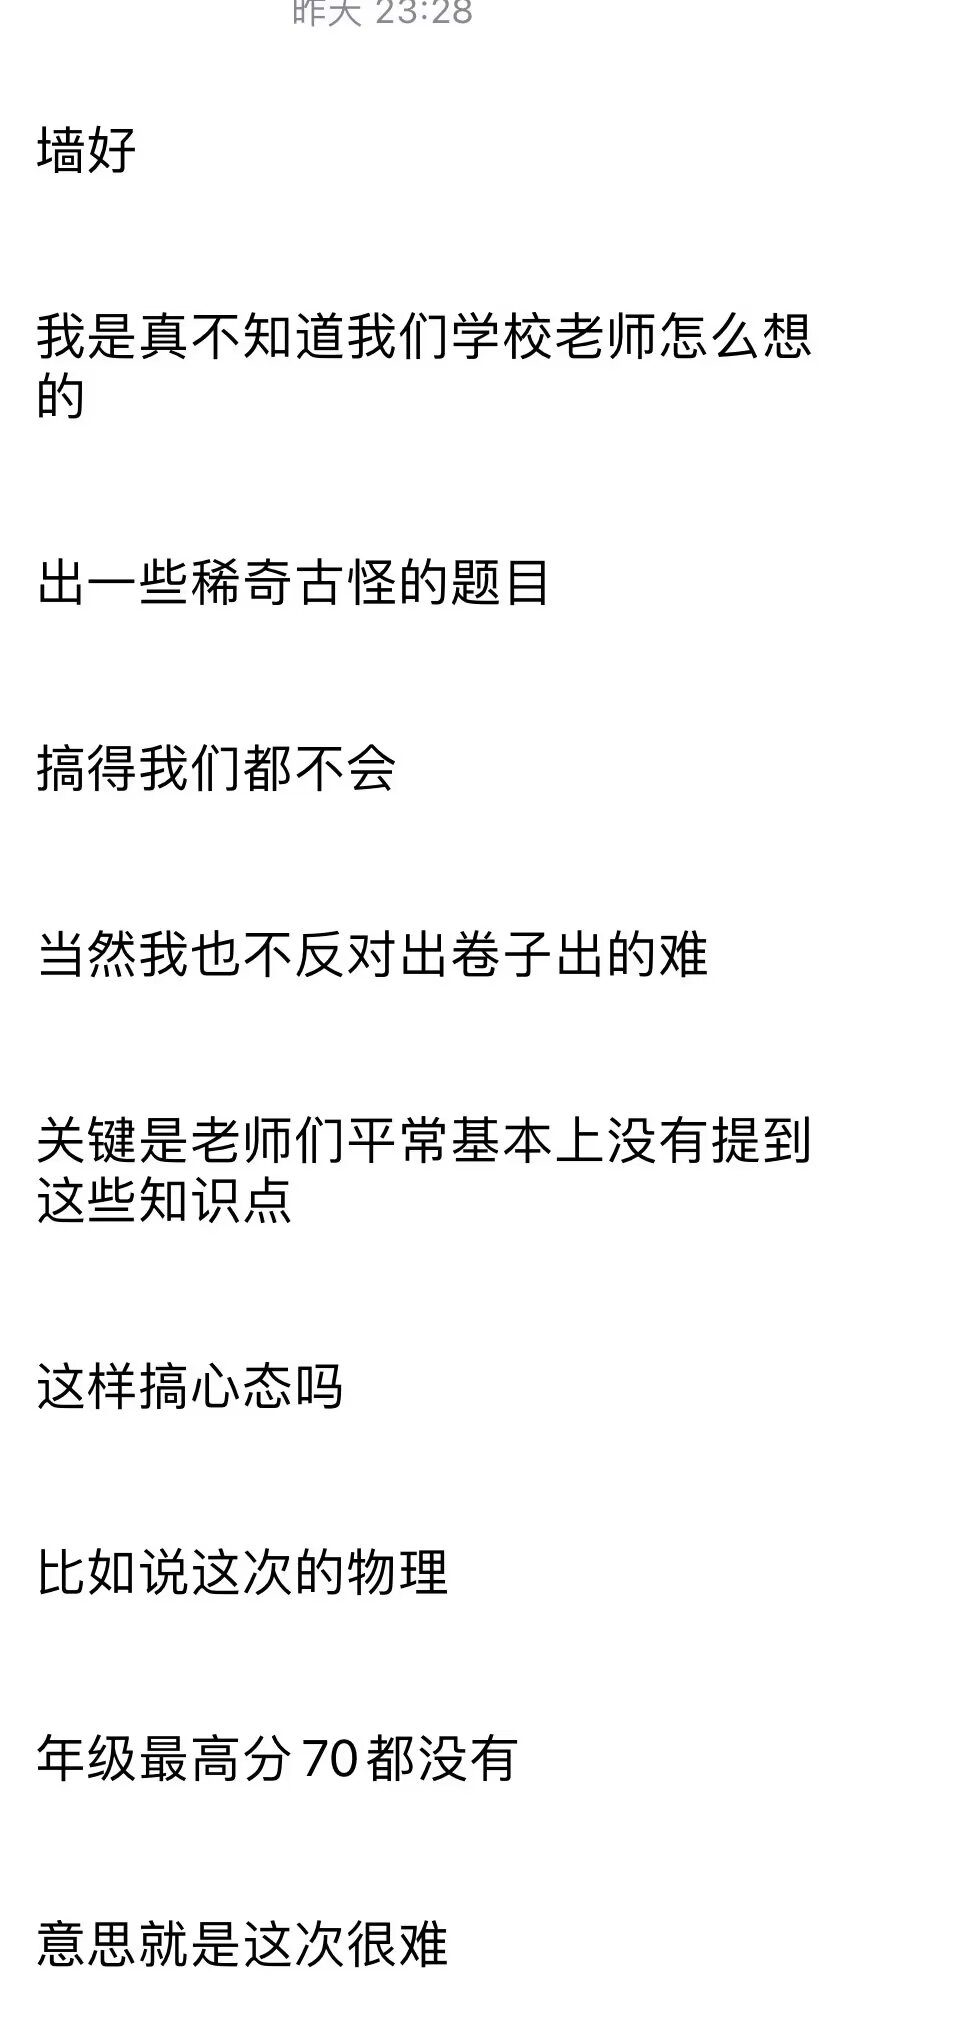 昨天 23:28
墙好
我是真不知道我们学校老师怎么想
的
出一些稀奇古怪的题目
搞得我们都不会
当然我也不反对出卷子出的难
关键是老师们平常基本上没有提到
这些知识点
这样搞心态吗
比如说这次的物理
年级最高分70都没有
意思就是这次很难